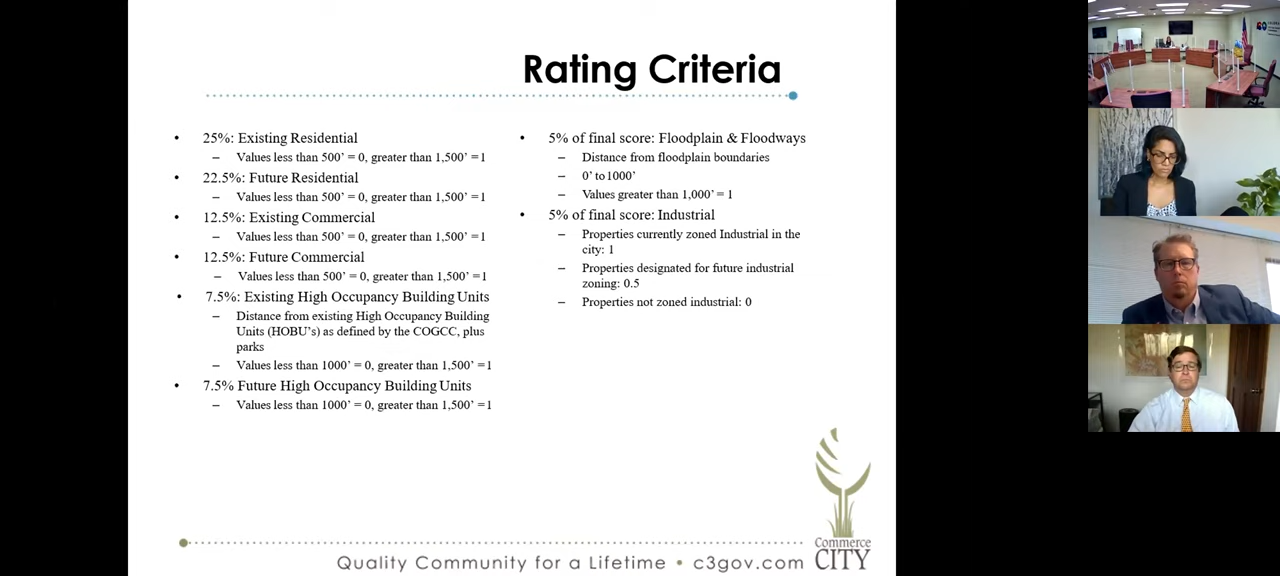 Rating Criteria
• 25%: Existing Residential
– Values less than 500’ = 0, greater than 1,500’ =1
• 22.5%: Future Residential
– Values less than 500’ = 0, greater than 1,500’ =1
• 12.5%: Existing Commercial
– Values less than 500’ = 0, greater than 1,500’ =1
• 12.5%: Future Commercial
– Values less than 500’ = 0, greater than 1,500’ =1
• 7.5%: Existing High Occupancy Building Units
– Distance from existing High Occupancy Building
Units (HOBU’s) as defined by the COGCC, plus
parks
– Values less than 1000’ = 0, greater than 1,500’ =1
• 7.5% Future High Occupancy Building Units
– Values less than 1000’ = 0, greater than 1,500’ =1
• 5% of final score: Floodplain & Floodways
– Distance from floodplain boundaries
– 0’ to 1000’
– Values greater than 1,000’ = 1
• 5% of final score: Industrial
– Properties currently zoned Industrial in the
city: 1
– Properties designated for future industrial
zoning: 0.5
– Properties not zoned industrial: 0
Quality Community for a Lifetime • c3gov.com
Commerce
CITY